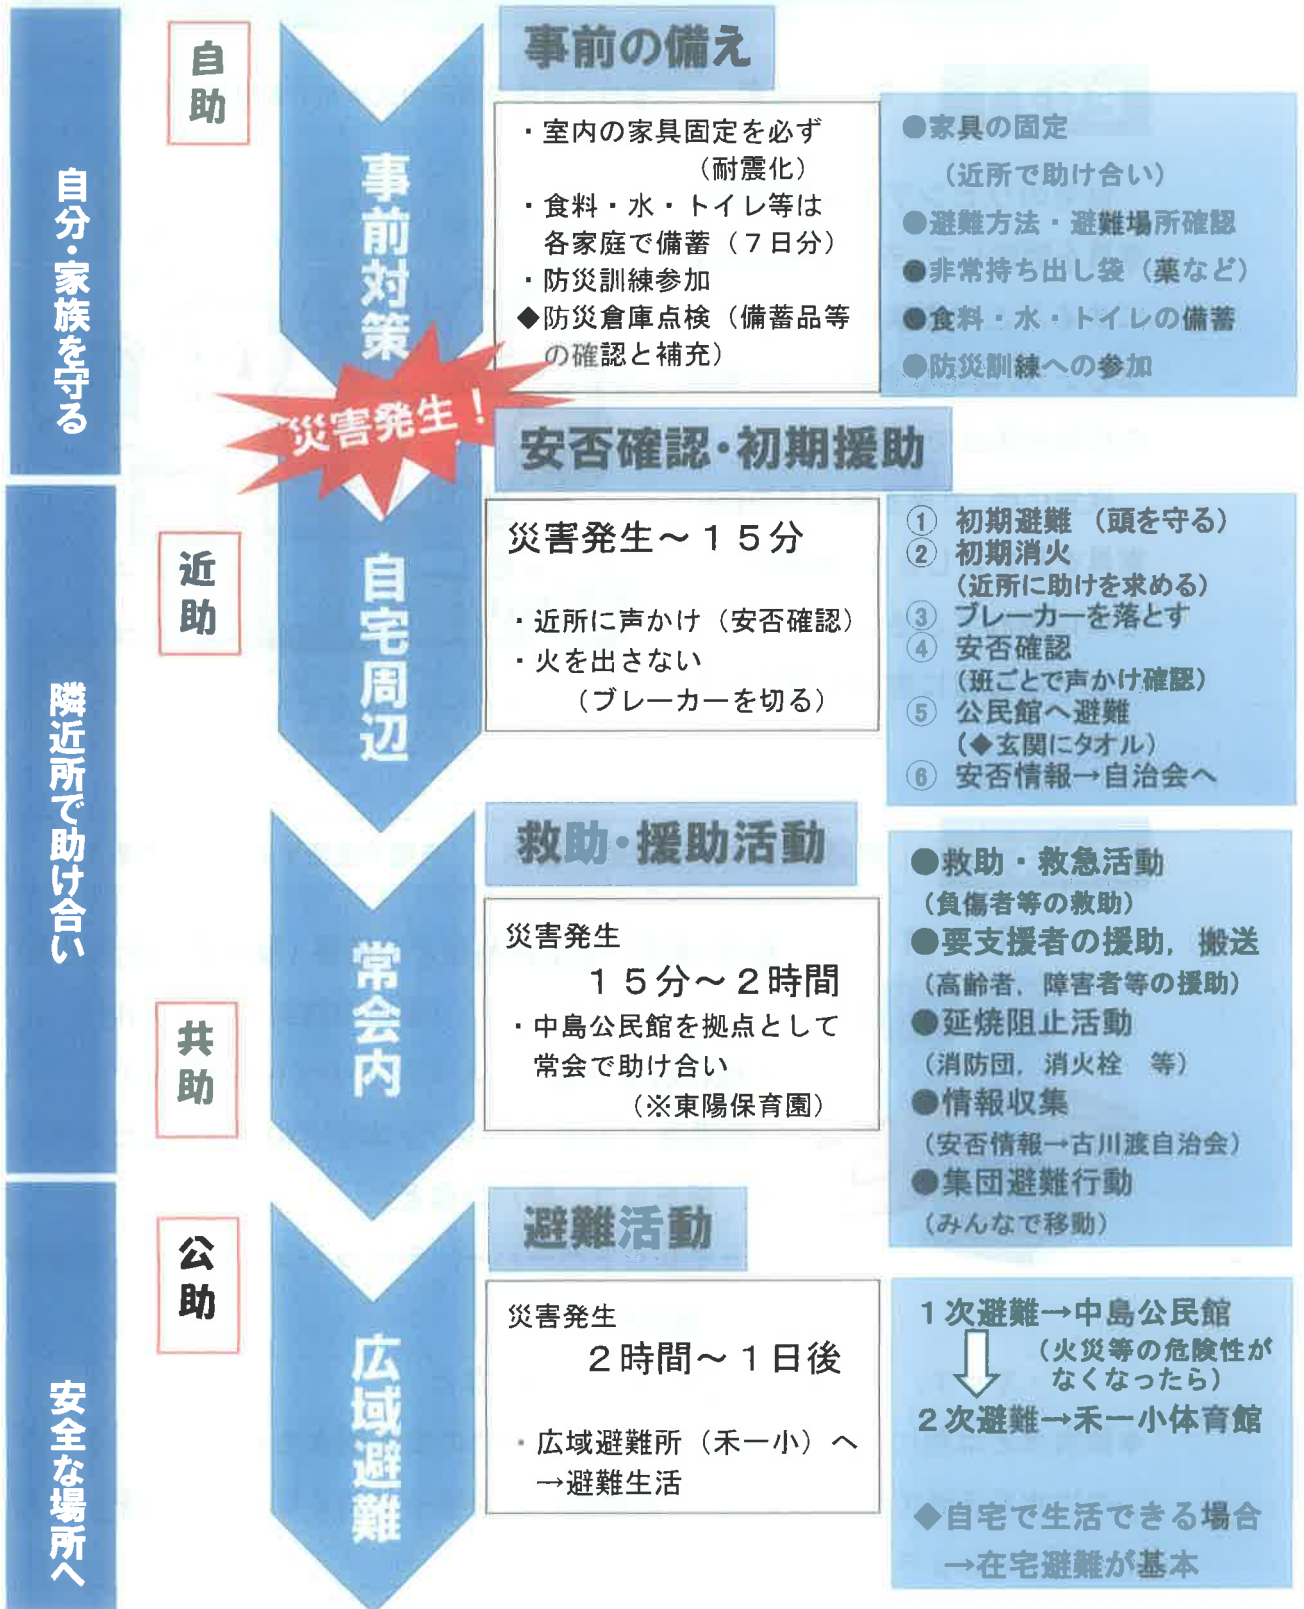 自分・家族を守る
自助
事前対策
事前の備え
・室内の家具固定を必ず
（耐震化）
・食料・水・トイレ等は
各家庭で備蓄（７日分）
・防災訓練参加
◆防災倉庫点検（備蓄品等
の確認と補充）
●家具の固定
（近所で助け合い）
●避難方法・避難場所確認
●非常持ち出し袋（薬など）
●食料・水・トイレの備蓄
●防災訓練への参加
災害発生！
隣近所で助け合い
近助
自宅周辺
安否確認・初期援助
災害発生～１５分
・近所に声かけ（安否確認）
・火を出さない
（ブレーカーを切る）
① 初期避難（頭を守る）
② 初期消火
（近所に助けを求める）
③ ブレーカーを落とす
④ 安否確認
（班ごとで声かけ確認）
⑤ 公民館へ避難
（◆玄関にタオル）
⑥ 安否情報→自治会へ
共助
常会内
救助・援助活動
災害発生
１５分～２時間
・中島公民館を拠点として
常会で助け合い
（※東陽保育園）
●救助・救急活動
（負傷者等の救助）
●要支援者の援助，搬送
（高齢者，障害者等の援助）
●延焼阻止活動
（消防団，消火栓 等）
●情報収集
（安否情報→古川渡自治会）
●集団避難行動
（みんなで移動）
安全な場所へ
公助
広域避難
避難活動
災害発生
２時間～１日後
・広域避難所（禾一小）へ
→避難生活
１次避難→中島公民館
（火災等の危険性が
なくなったら）
２次避難→禾一小体育館
◆自宅で生活できる場合
→在宅避難が基本